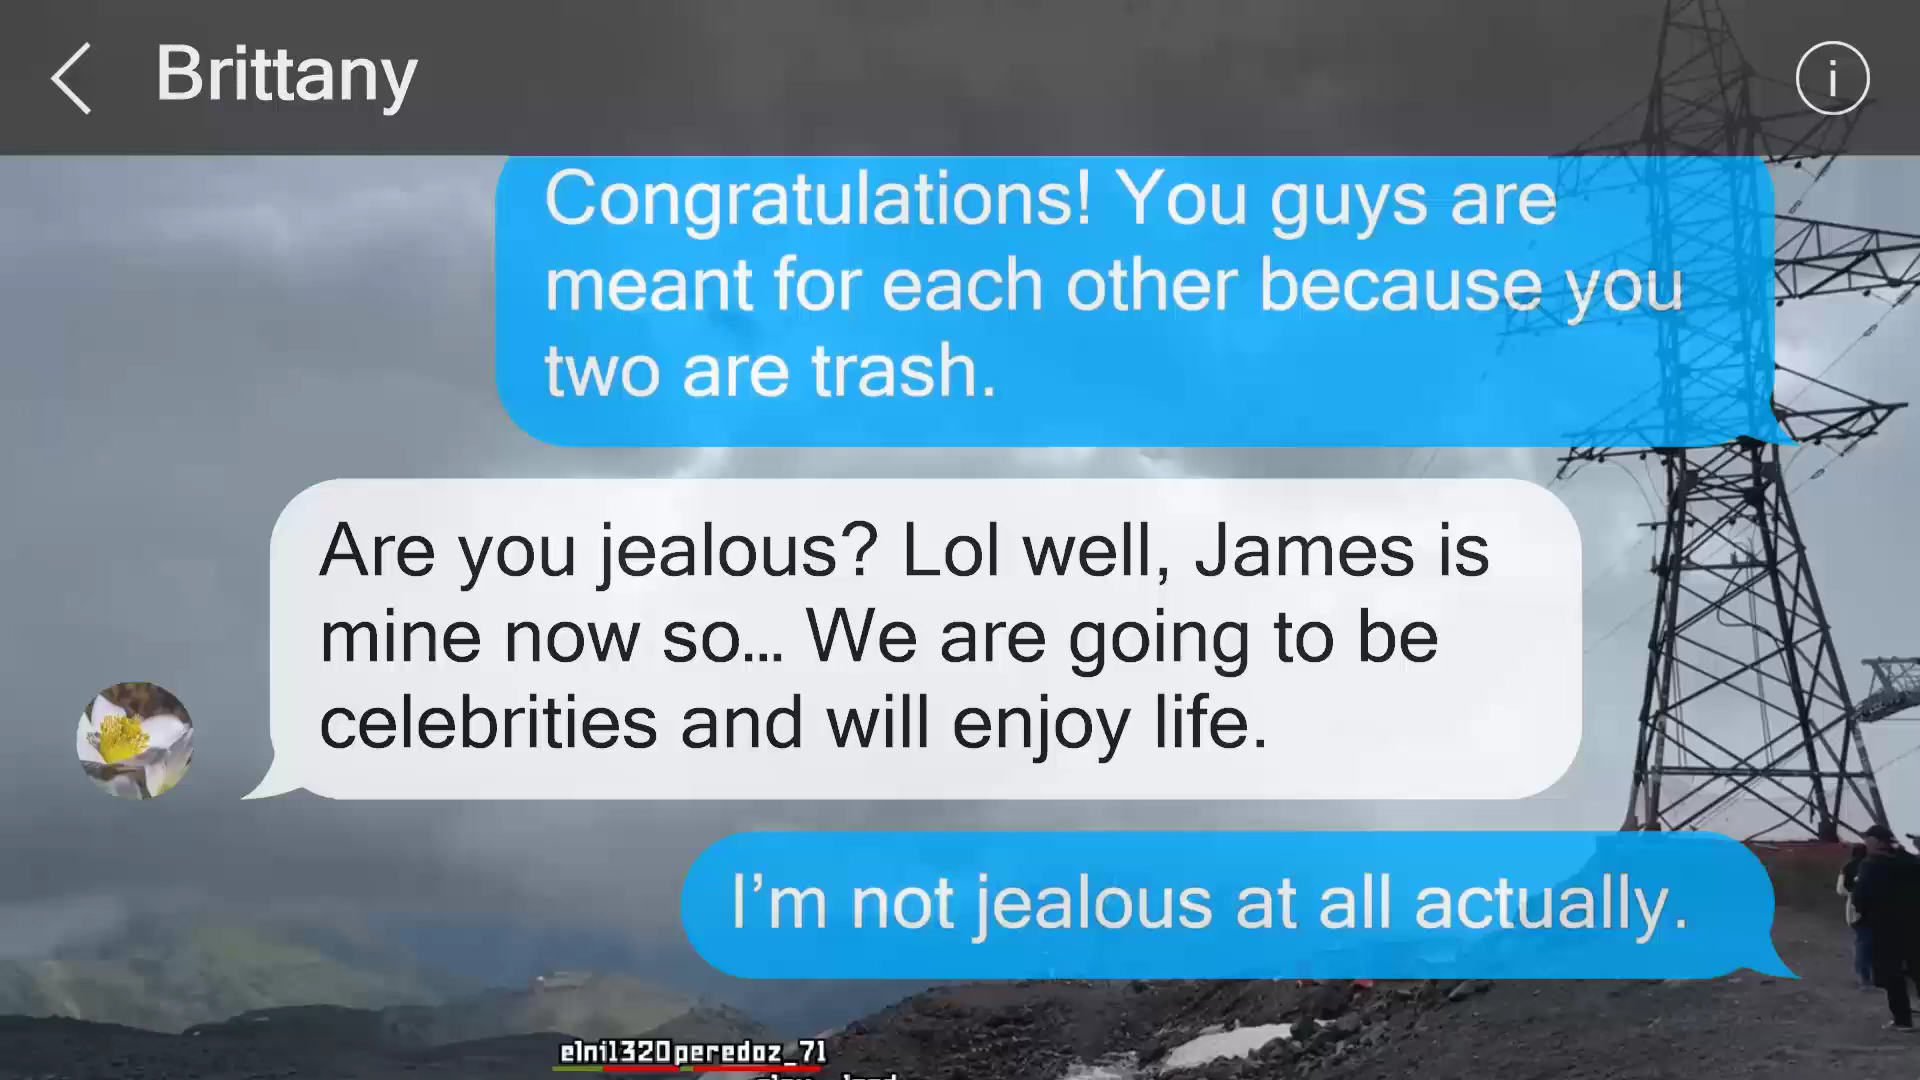 Brittany
i
Congratulations! You guys are
meant for each other because you
two are trash.
Are you jealous? Lol well, James is
mine now so... We are going to be
celebrities and will enjoy life.
I’m not jealous at all actually.
elni1320peredoz_71